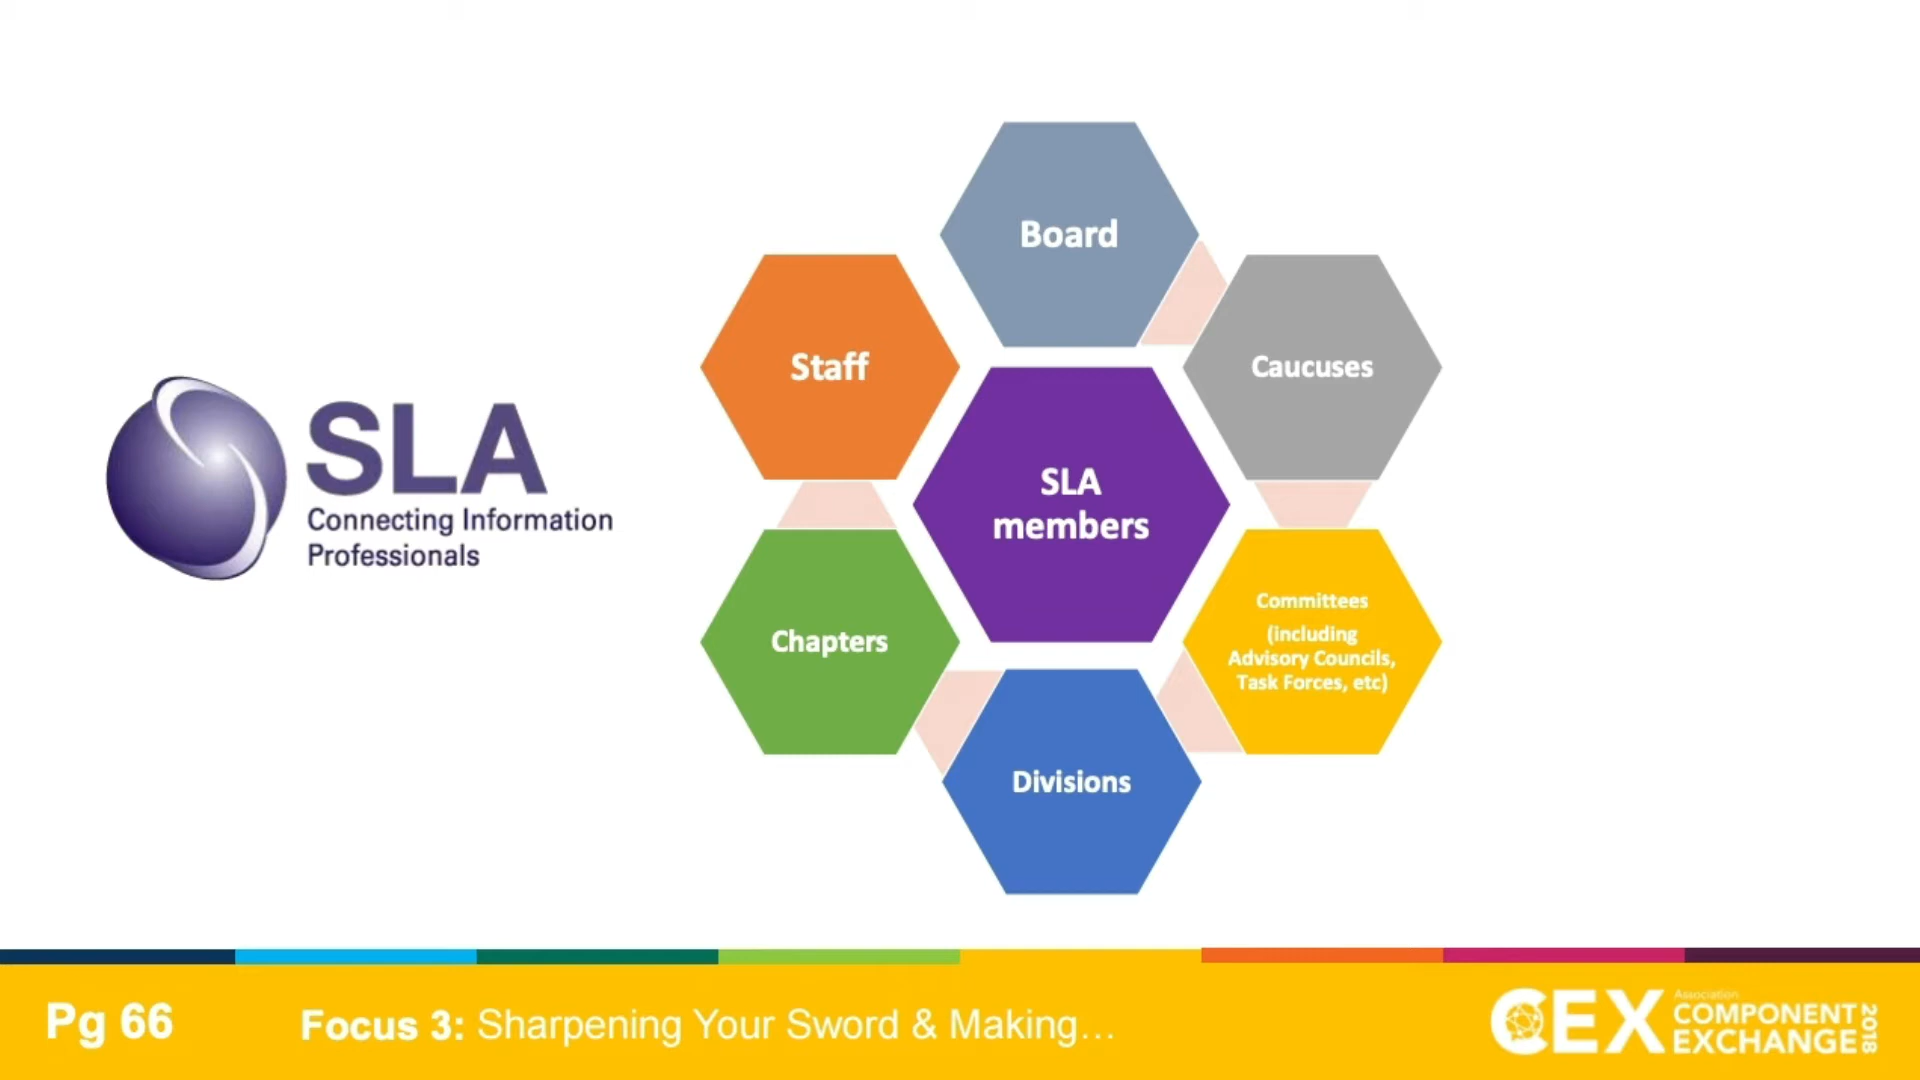 Board
Staff
Caucuses
SLA
Connecting Information
Professionals
SLA
members
Chapters
Committees
(including
Advisory Councils,
Task Forces, etc)
Divisions
Pg 66
Focus 3: Sharpening Your Sword & Making...
CEX
Association
COMPONENT
EXCHANGE
2018